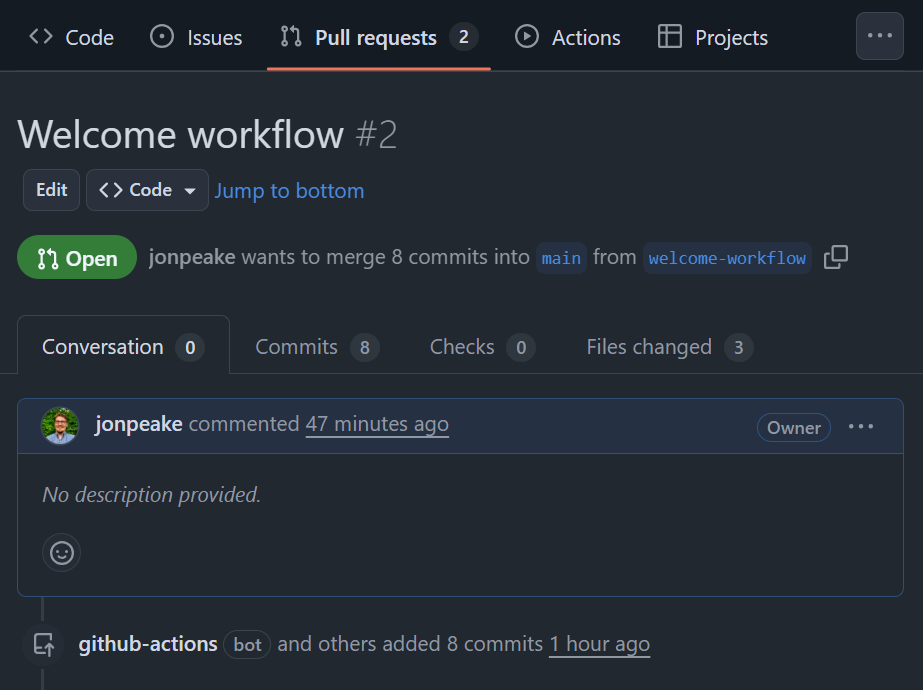 Code Issues Pull requests 2 Actions Projects
Welcome workflow #2
Edit Code Jump to bottom
Open jonpeake wants to merge 8 commits into main from welcome-workflow
Conversation 0 Commits 8 Checks 0 Files changed 3
jonpeake commented 47 minutes ago Owner
No description provided.
github-actions bot and others added 8 commits 1 hour ago